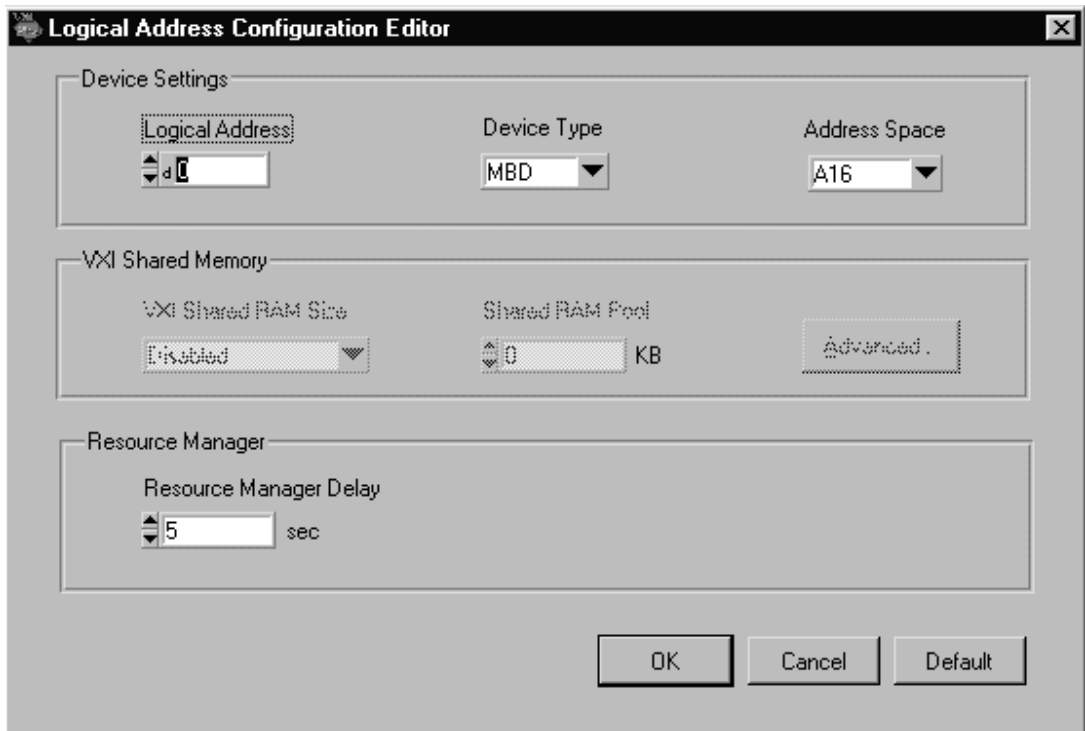 Logical Address Configuration Editor
Device Settings
Logical Address
d 0
Device Type
MBD
Address Space
A16
VXI Shared Memory
VXI Shared RAM Size
Disabled
Shared RAM Pool
0 KB
Advanced .
Resource Manager
Resource Manager Delay
5 sec
OK
Cancel
Default